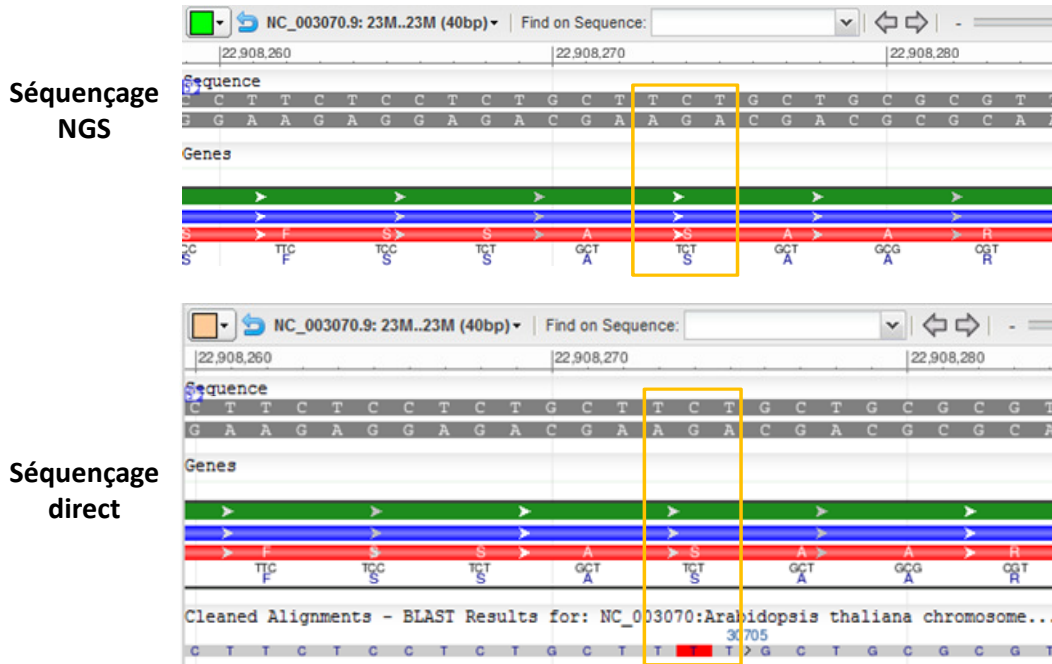 Séquençage
NGS
NC_003070.9: 23M..23M (40bp) Find on Sequence:
22,908,260 22,908,270 22,908,280
Sequence
C C T T C T C C T C T G C T T C T G C T G C G C G T T
G G A A G A G G A G A C G A A G A C G A C G C G C A A
Genes
S F S S A S A A R
CC TTC TCC TCT GCT TCT GCT GCG CGT
S F S S A S A A R
Séquençage
direct
NC_003070.9: 23M..23M (40bp) Find on Sequence:
22,908,260 22,908,270 22,908,280
Sequence
C T T C T C C T C T G C T T C T G C T G C G C G T
G A A G A G G A G A C G A A G A C G A C G C G C A
Genes
F S S A S A A R
TTC TCC TCT GCT TCT GCT GCG CGT
F S S A S A A R
Cleaned Alignments - BLAST Results for: NC_003070:Arabidopsis thaliana chromosome...
30705
C T T C T C C T C T G C T T T T G C T G C G C G T